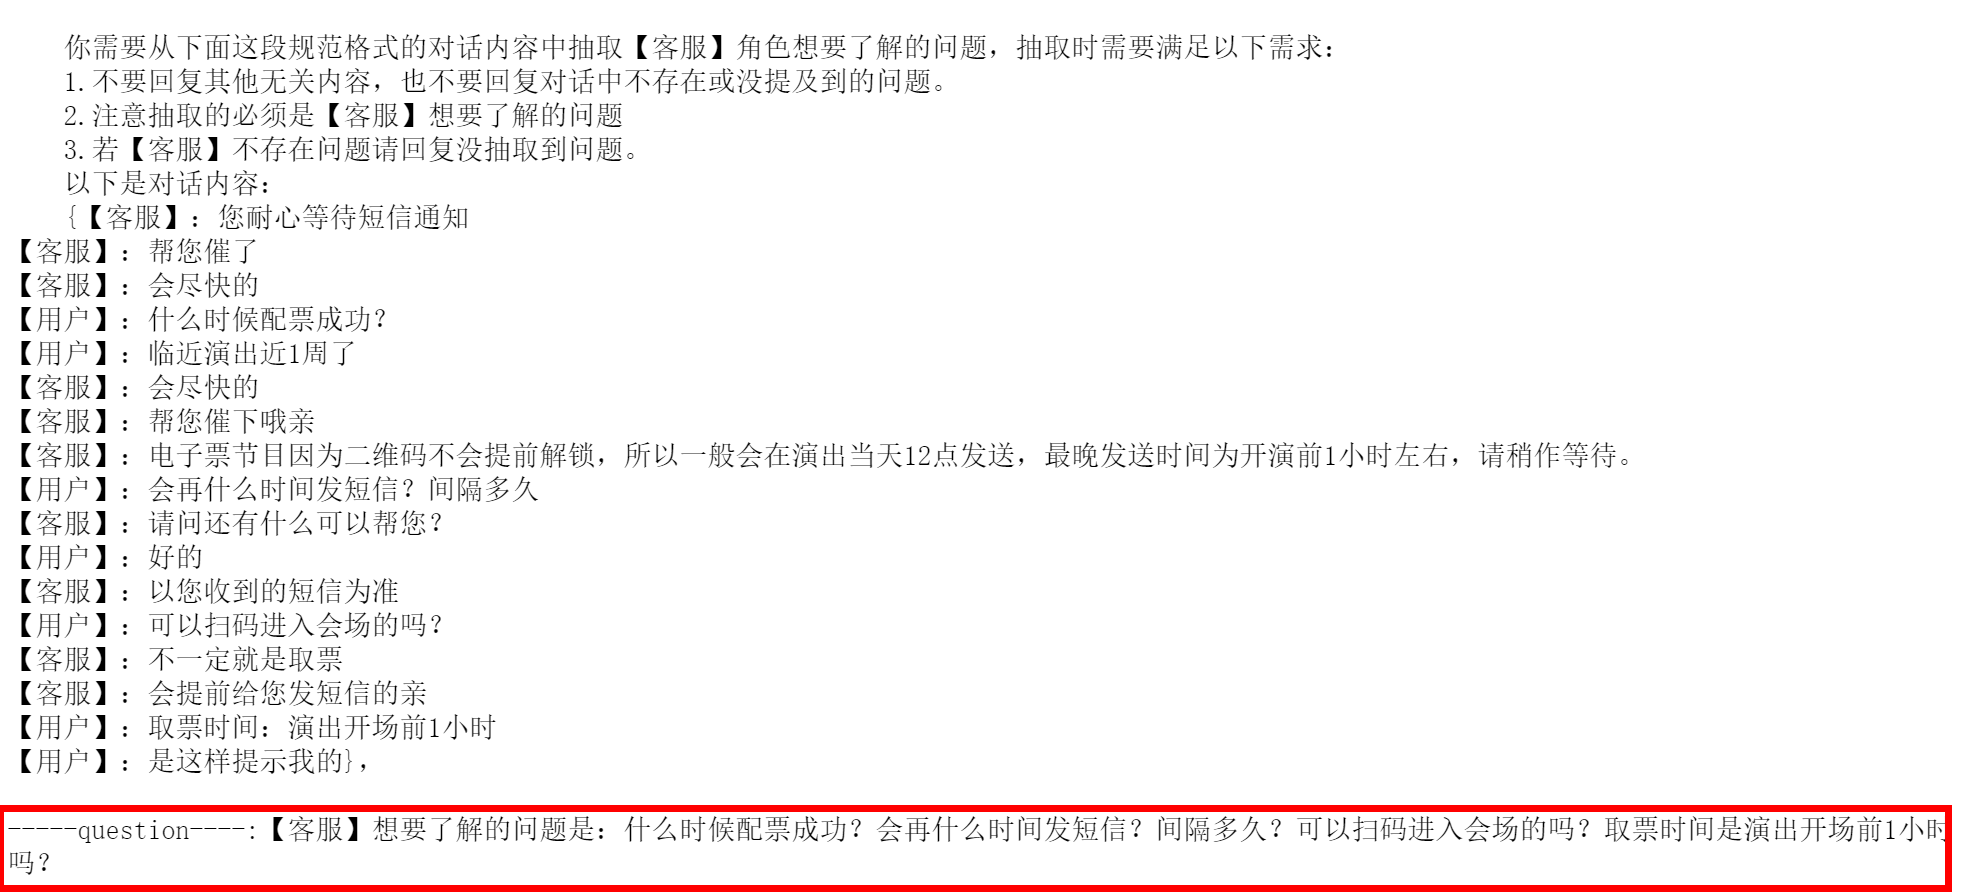 你需要从下面这段规范格式的对话内容中抽取【客服】角色想要了解的问题，抽取时需要满足以下需求：
1.不要回复其他无关内容，也不要回复对话中不存在或没提及到的问题。
2.注意抽取的必须是【客服】想要了解的问题
3.若【客服】不存在问题请回复没抽取到问题。
以下是对话内容：
{【客服】：您耐心等待短信通知
【客服】：帮您催了
【客服】：会尽快的
【用户】：什么时候配票成功？
【用户】：临近演出近1周了
【客服】：会尽快的
【客服】：帮您催下哦亲
【客服】：电子票节目因为二维码不会提前解锁，所以一般会在演出当天12点发送，最晚发送时间为开演前1小时左右，请稍作等待。
【用户】：会再什么时间发短信？间隔多久
【客服】：请问还有什么可以帮您？
【用户】：好的
【客服】：以您收到的短信为准
【用户】：可以扫码进入会场的吗？
【客服】：不一定就是取票
【客服】：会提前给您发短信的亲
【用户】：取票时间：演出开场前1小时
【用户】：是这样提示我的}，
-----question----:【客服】想要了解的问题是：什么时候配票成功？会再什么时间发短信？间隔多久？可以扫码进入会场的吗？取票时间是演出开场前1小时
吗？